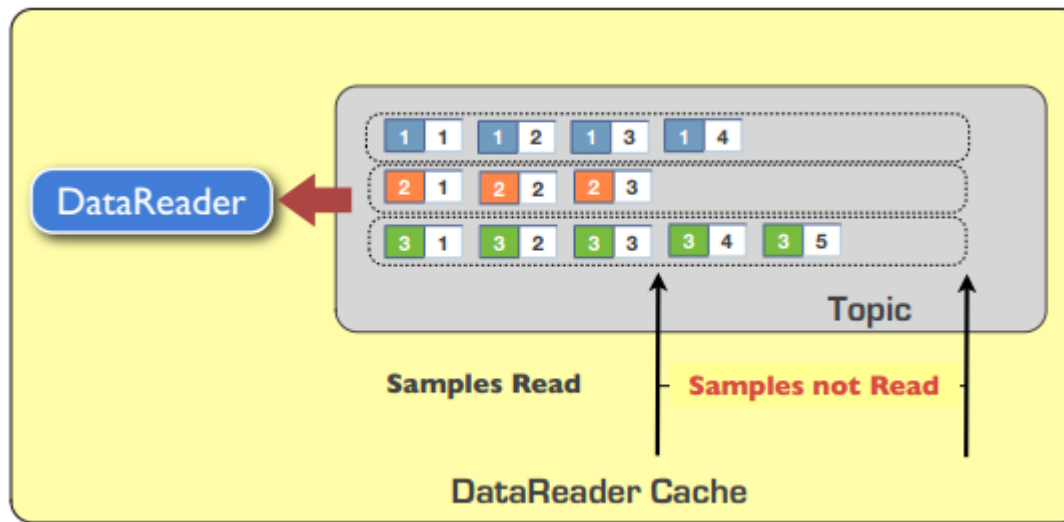 1 1 1 2 1 3 1 4
2 1 2 2 2 3
DataReader
3 1 3 2 3 3 3 4 3 5
Topic
Samples Read
Samples not Read
DataReader Cache